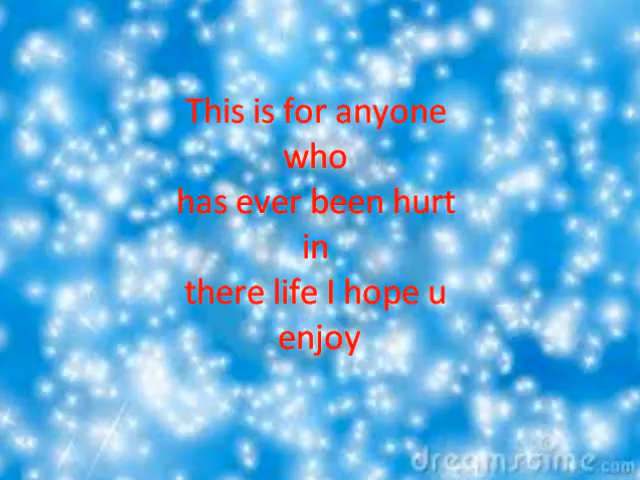 This is for anyone
who
has ever been hurt
in
there life I hope u
enjoy
dreamstime.com